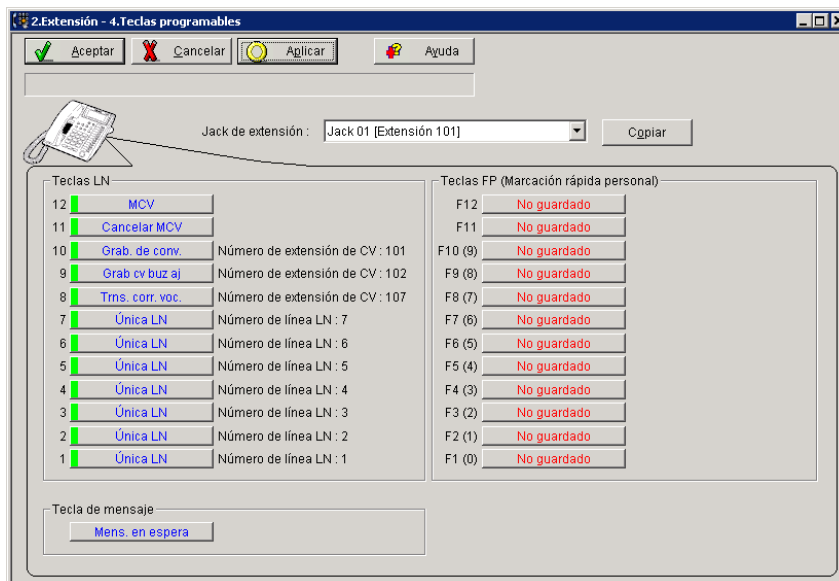 2.Extensión - 4.Teclas programables
Aceptar Cancelar Aplicar Ayuda
Jack de extensión : Jack 01 [Extensión 101] Copiar
Teclas LN
12 MCV
11 Cancelar MCV
10 Grab. de conv. Número de extensión de CV : 101
9 Grab cv buz aj Número de extensión de CV : 102
8 Trns. corr. voc. Número de extensión de CV : 107
7 Única LN Número de línea LN : 7
6 Única LN Número de línea LN : 6
5 Única LN Número de línea LN : 5
4 Única LN Número de línea LN : 4
3 Única LN Número de línea LN : 3
2 Única LN Número de línea LN : 2
1 Única LN Número de línea LN : 1
Teclas FP (Marcación rápida personal)
F12 No guardado
F11 No guardado
F10 (9) No guardado
F9 (8) No guardado
F8 (7) No guardado
F7 (6) No guardado
F6 (5) No guardado
F5 (4) No guardado
F4 (3) No guardado
F3 (2) No guardado
F2 (1) No guardado
F1 (0) No guardado
Tecla de mensaje
Mens. en espera